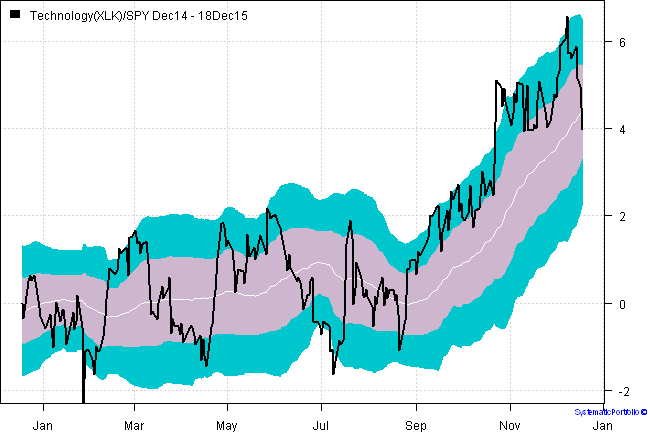 Technology(XLK)/SPY Dec14 - 18Dec15
6
4
2
0
-2
Jan Mar May Jul Sep Nov Jan
SystematicPortfolio ©